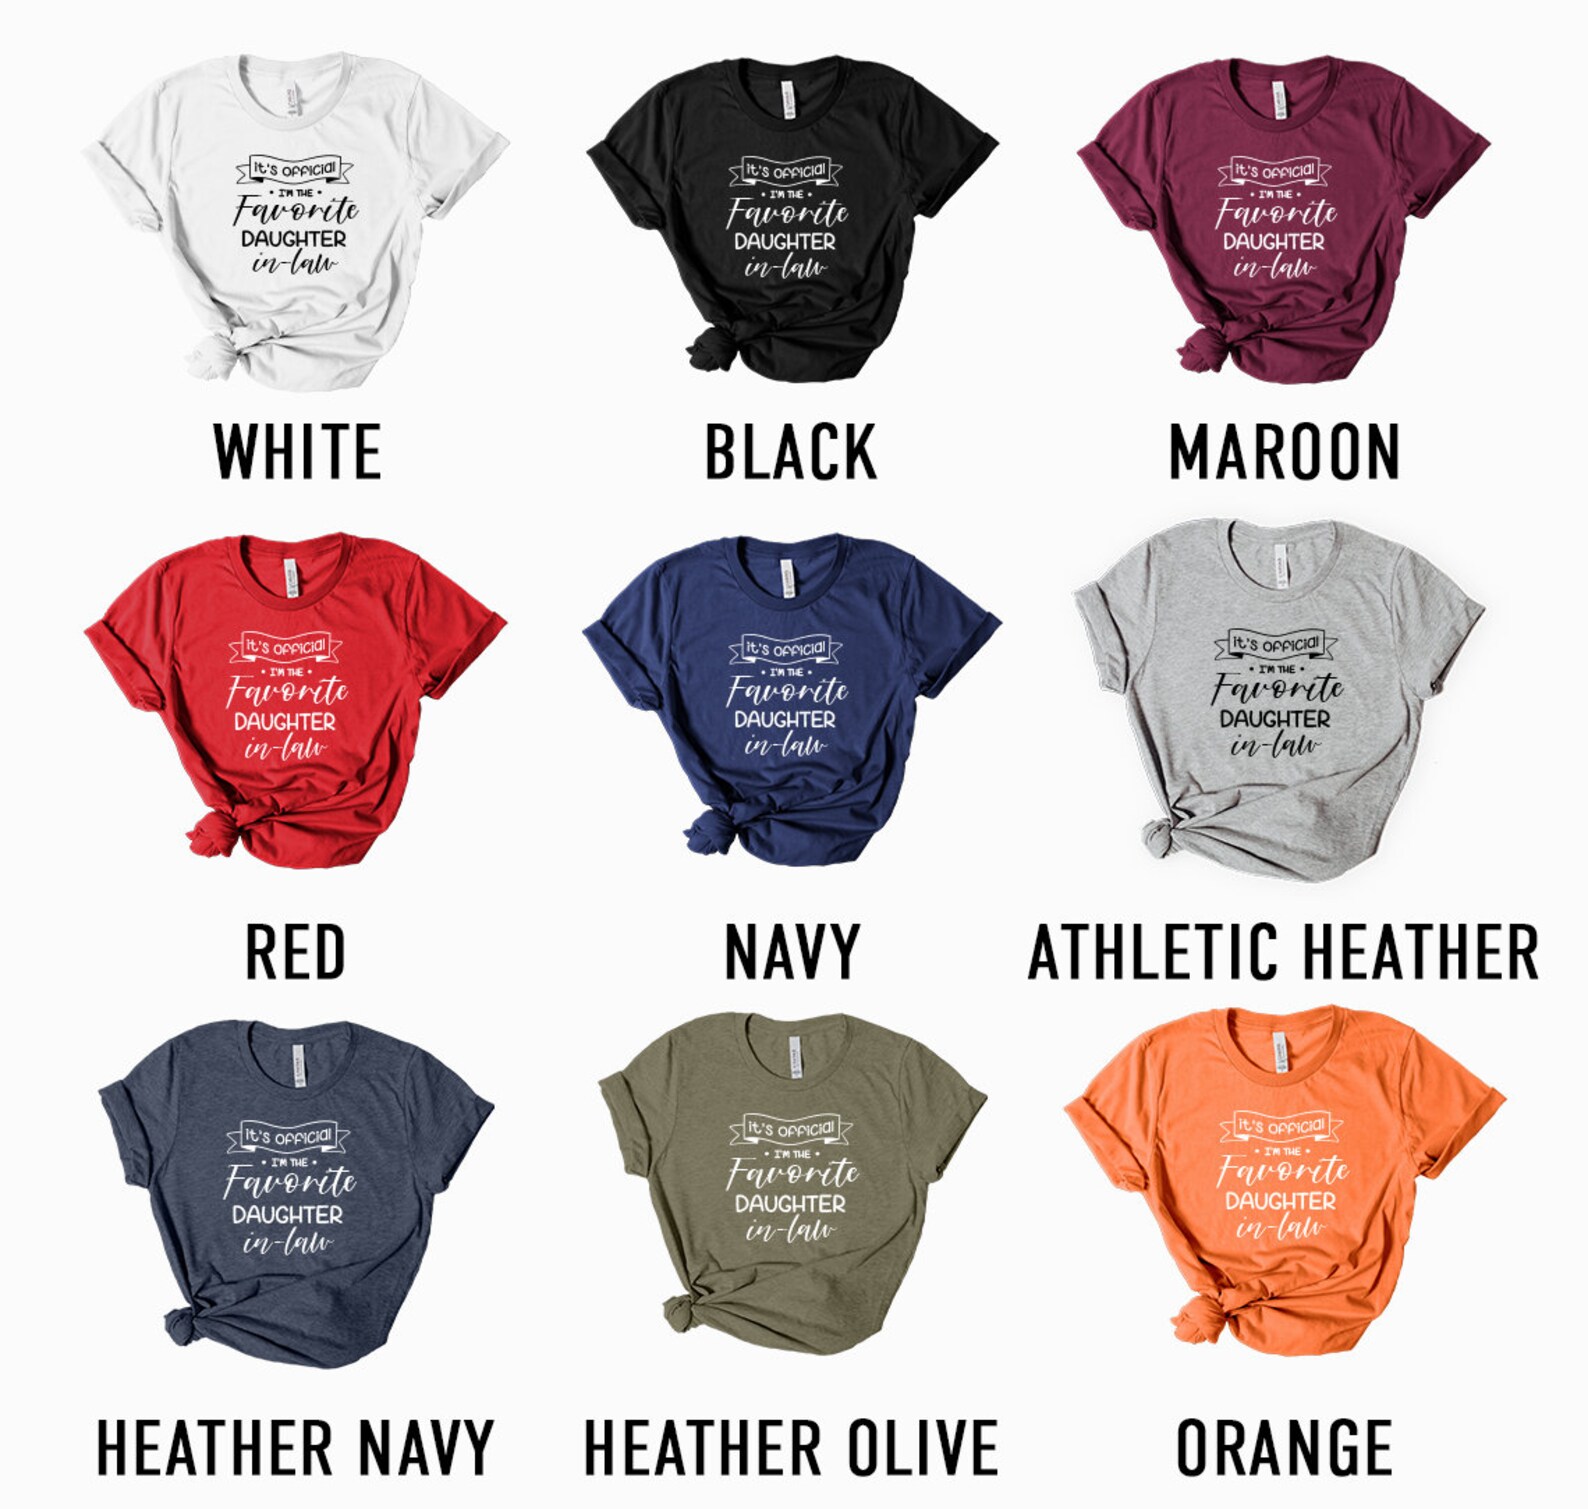 it's official
I'M THE
Favorite
DAUGHTER
in-law
it's official
I'M THE
Favorite
DAUGHTER
in-law
it's official
I'M THE
Favorite
DAUGHTER
in-law
WHITE
BLACK
MAROON
it's official
I'M THE
Favorite
DAUGHTER
in-law
it's official
I'M THE
Favorite
DAUGHTER
in-law
it's official
I'M THE
Favorite
DAUGHTER
in-law
RED
NAVY
ATHLETIC HEATHER
it's official
I'M THE
Favorite
DAUGHTER
in-law
it's official
I'M THE
Favorite
DAUGHTER
in-law
it's official
I'M THE
Favorite
DAUGHTER
in-law
HEATHER NAVY
HEATHER OLIVE
ORANGE